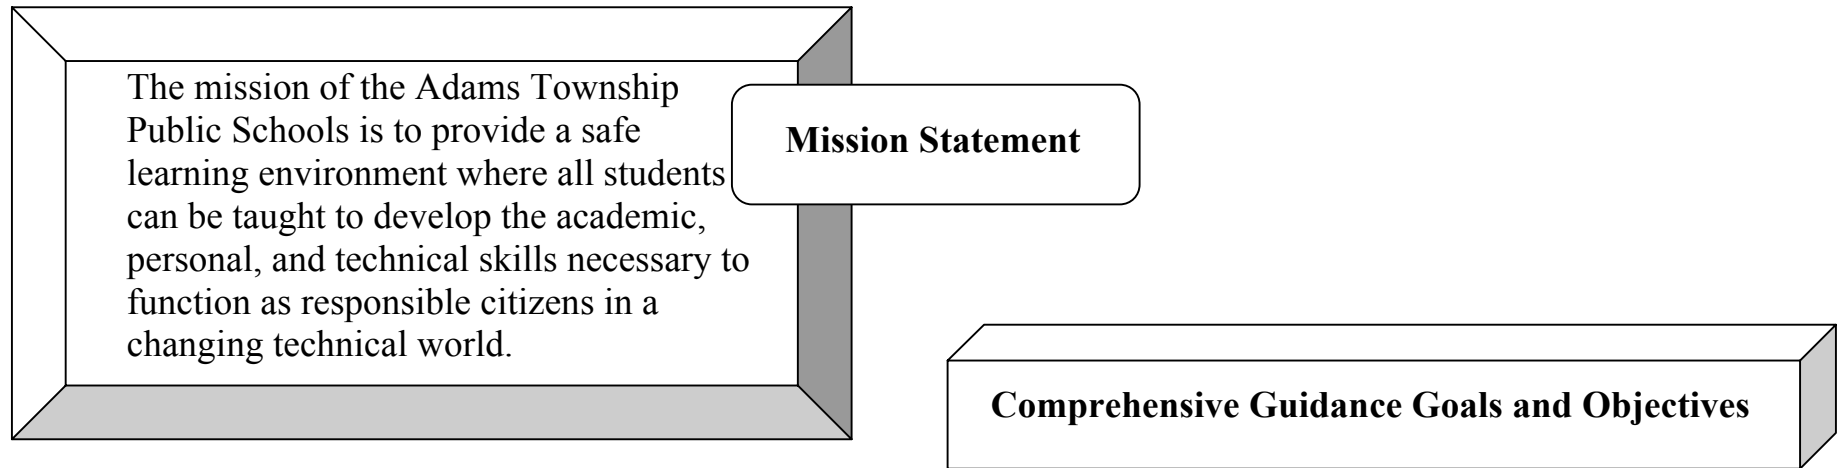 The mission of the Adams Township
Public Schools is to provide a safe
learning environment where all students
can be taught to develop the academic,
personal, and technical skills necessary to
function as responsible citizens in a
changing technical world.
Mission Statement
Comprehensive Guidance Goals and Objectives